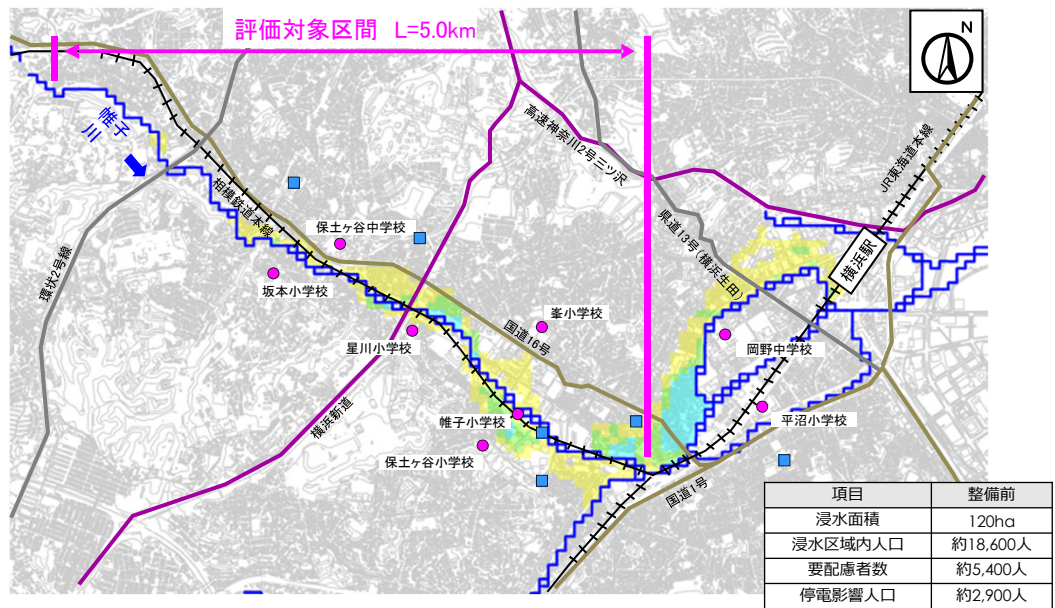 評価対象区間 L=5.0km
N
帷子川
高速神奈川2号三ツ沢
JR東海道本線
相模鉄道本線
保土ヶ谷中学校
県道13号(横浜生田)
横浜駅
環状2号線
坂本小学校
峯小学校
国道16号
星川小学校
岡野中学校
横浜新道
帷子小学校
平沼小学校
保土ヶ谷小学校
国道1号
項目 整備前
浸水面積 120ha
浸水区域内人口 約18,600人
要配慮者数 約5,400人
停電影響人口 約2,900人